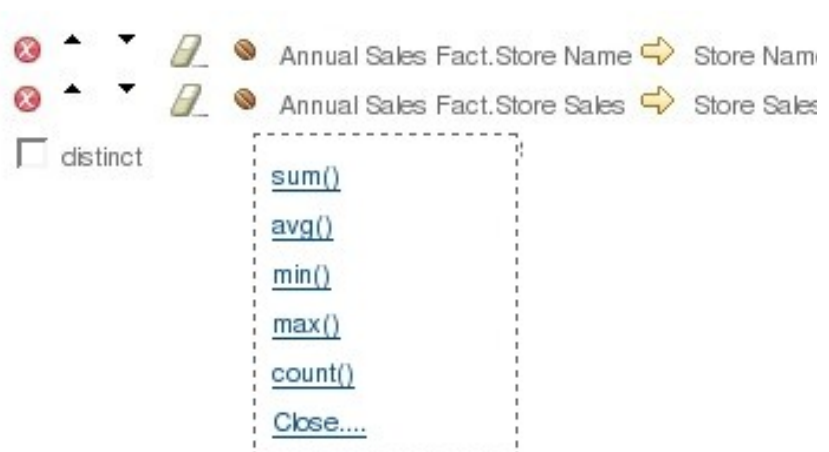 Annual Sales Fact.Store Name Store Name
Annual Sales Fact.Store Sales Store Sales
distinct
sum()
avg()
min()
max()
count()
Close....